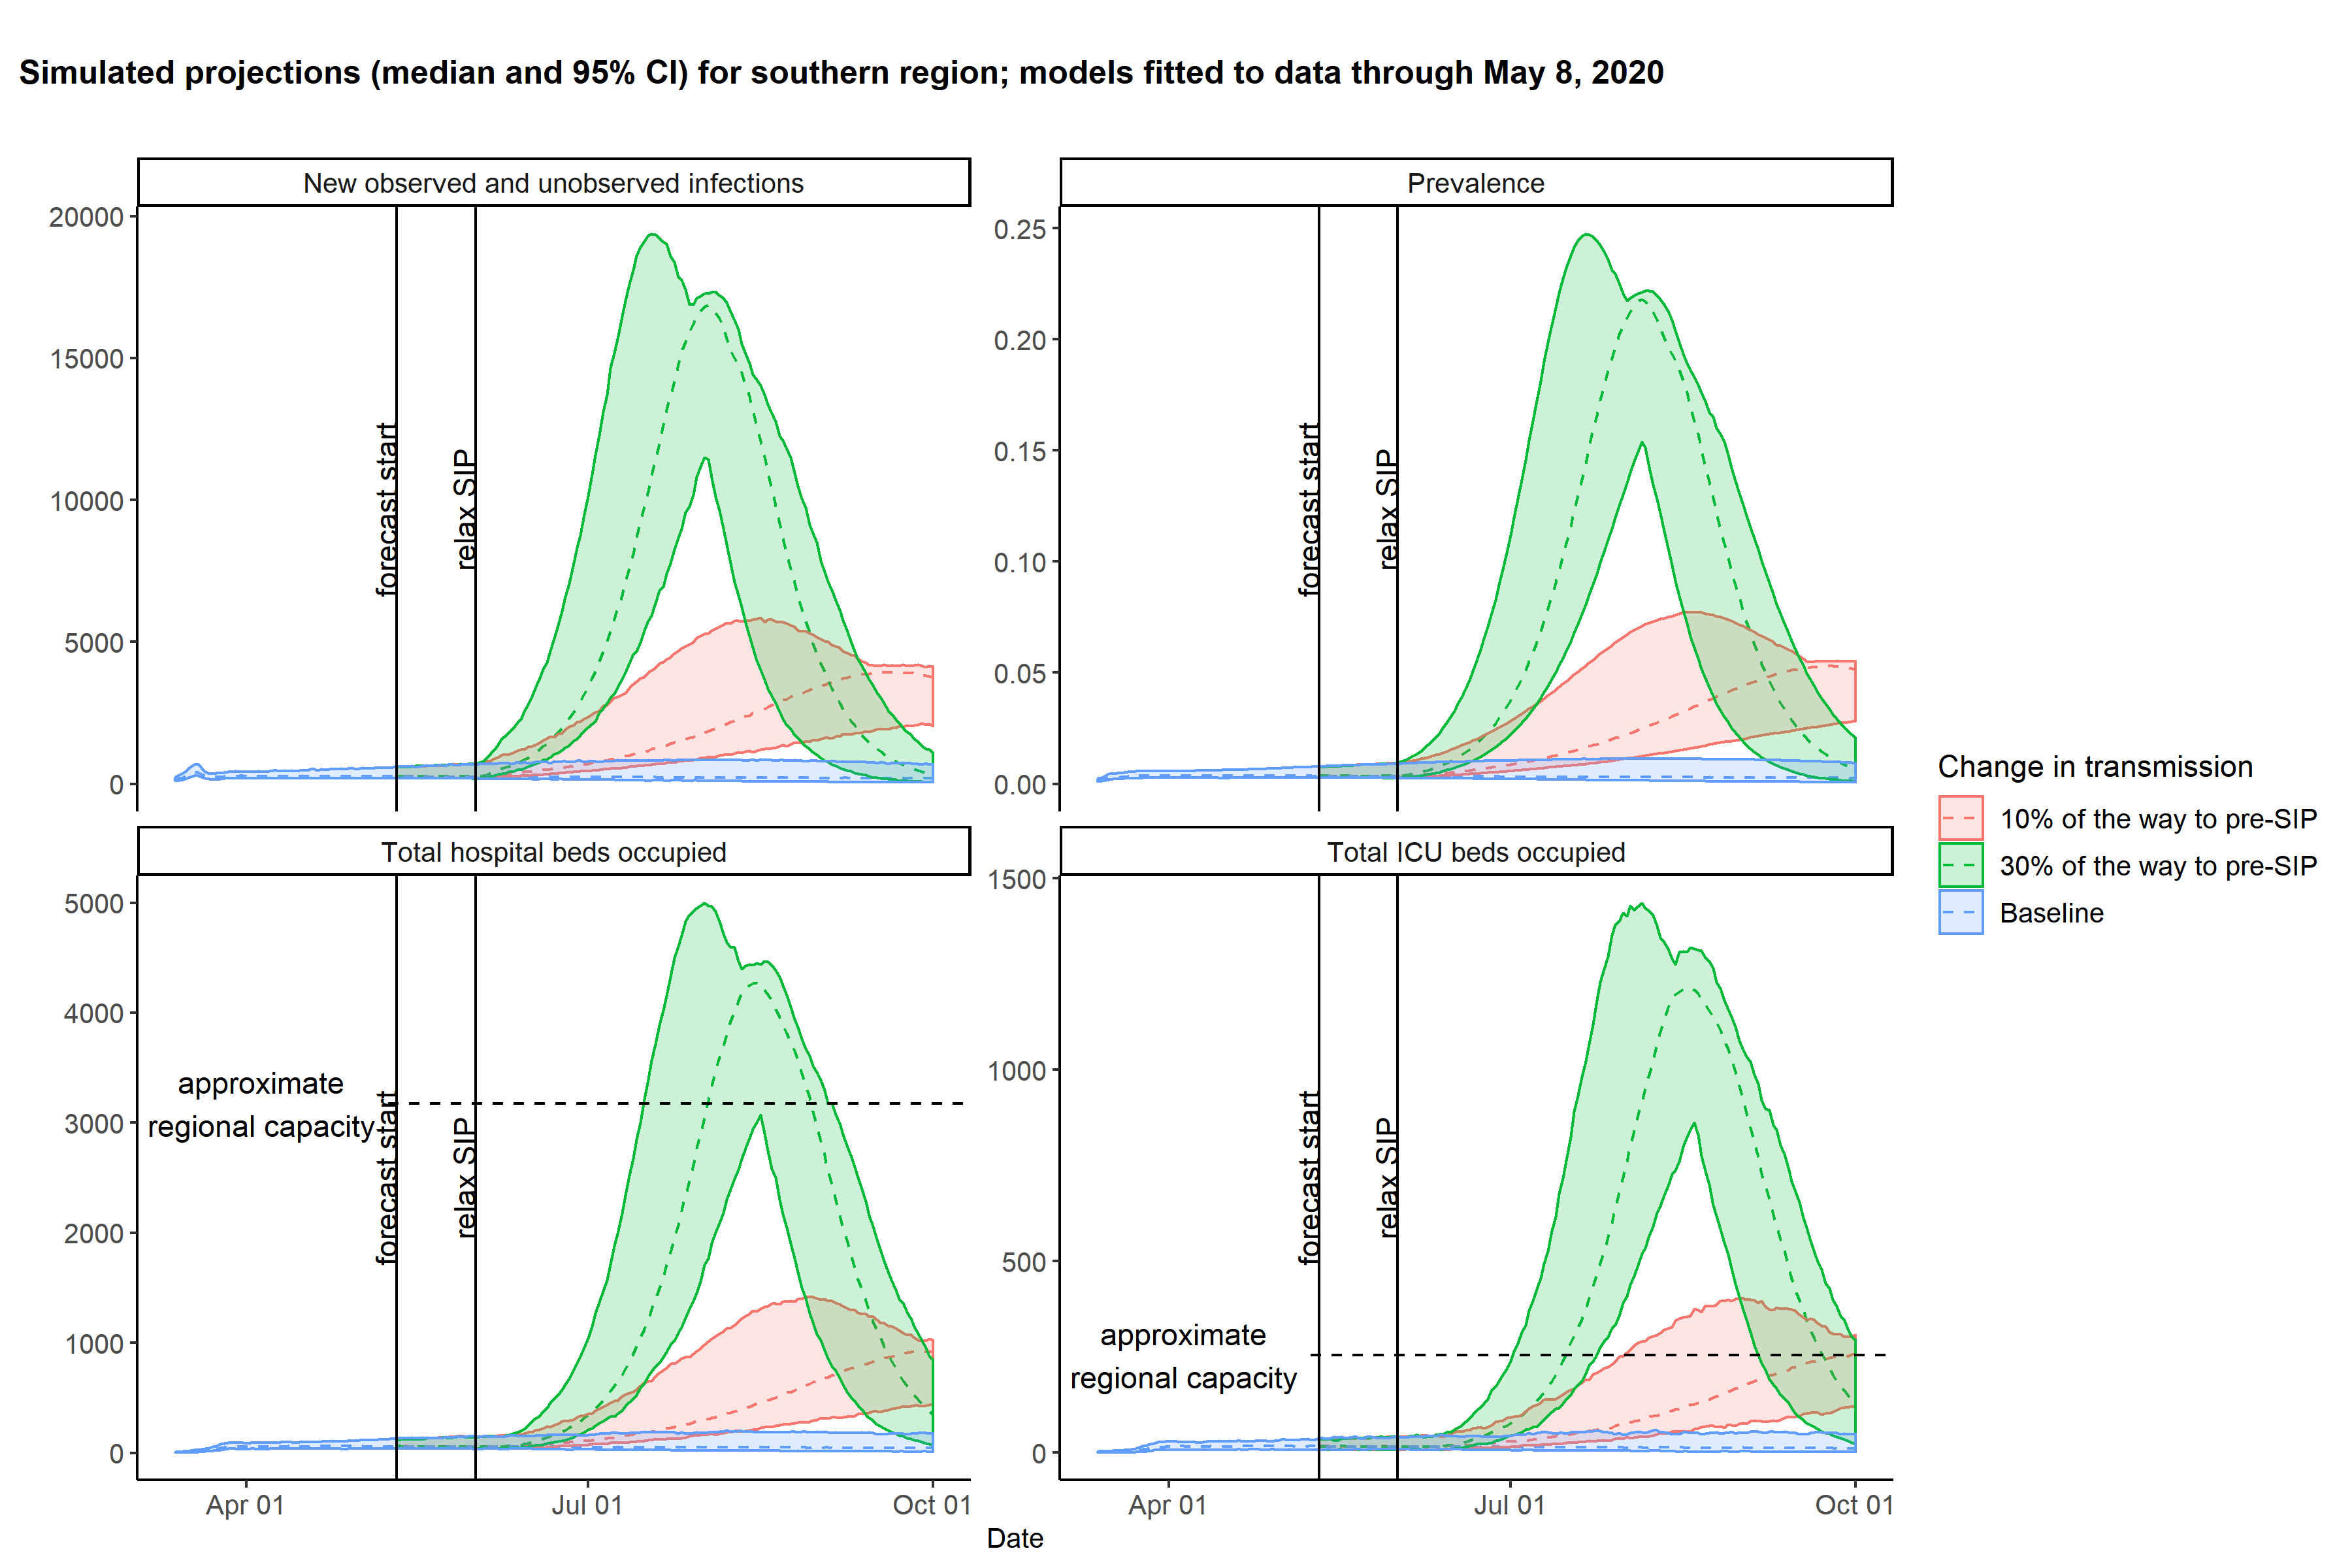 Simulated projections (median and 95% CI) for southern region; models fitted to data through May 8, 2020
New observed and unobserved infections
20000
15000
10000
5000
0
forecast start
relax SIP
Prevalence
0.25
0.20
0.15
0.10
0.05
0.00
forecast start
relax SIP
Total hospital beds occupied
5000
4000
3000
2000
1000
0
approximate
regional capacity
forecast start
relax SIP
Apr 01
Jul 01
Oct 01
Total ICU beds occupied
1500
1000
500
0
approximate
regional capacity
forecast start
relax SIP
Apr 01
Jul 01
Oct 01
Date
Change in transmission
10% of the way to pre-SIP
30% of the way to pre-SIP
Baseline